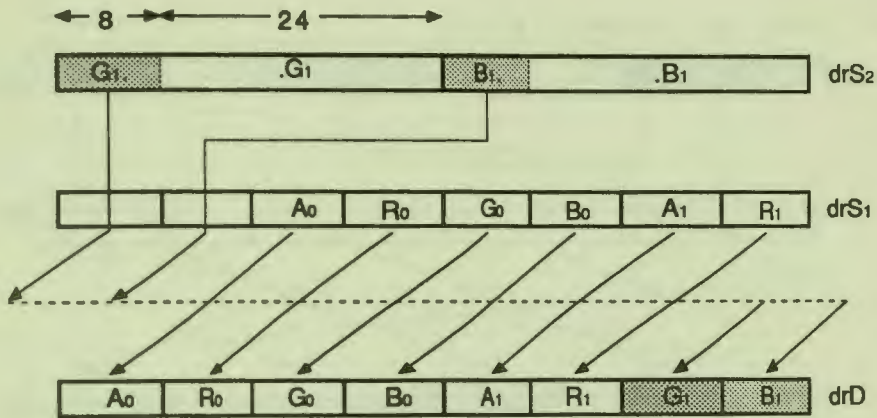 8 24
G1. .G1 B1. .B1 drS2
A0 R0 G0 B0 A1 R1 drS1
A0 R0 G0 B0 A1 R1 G1 B1 drD